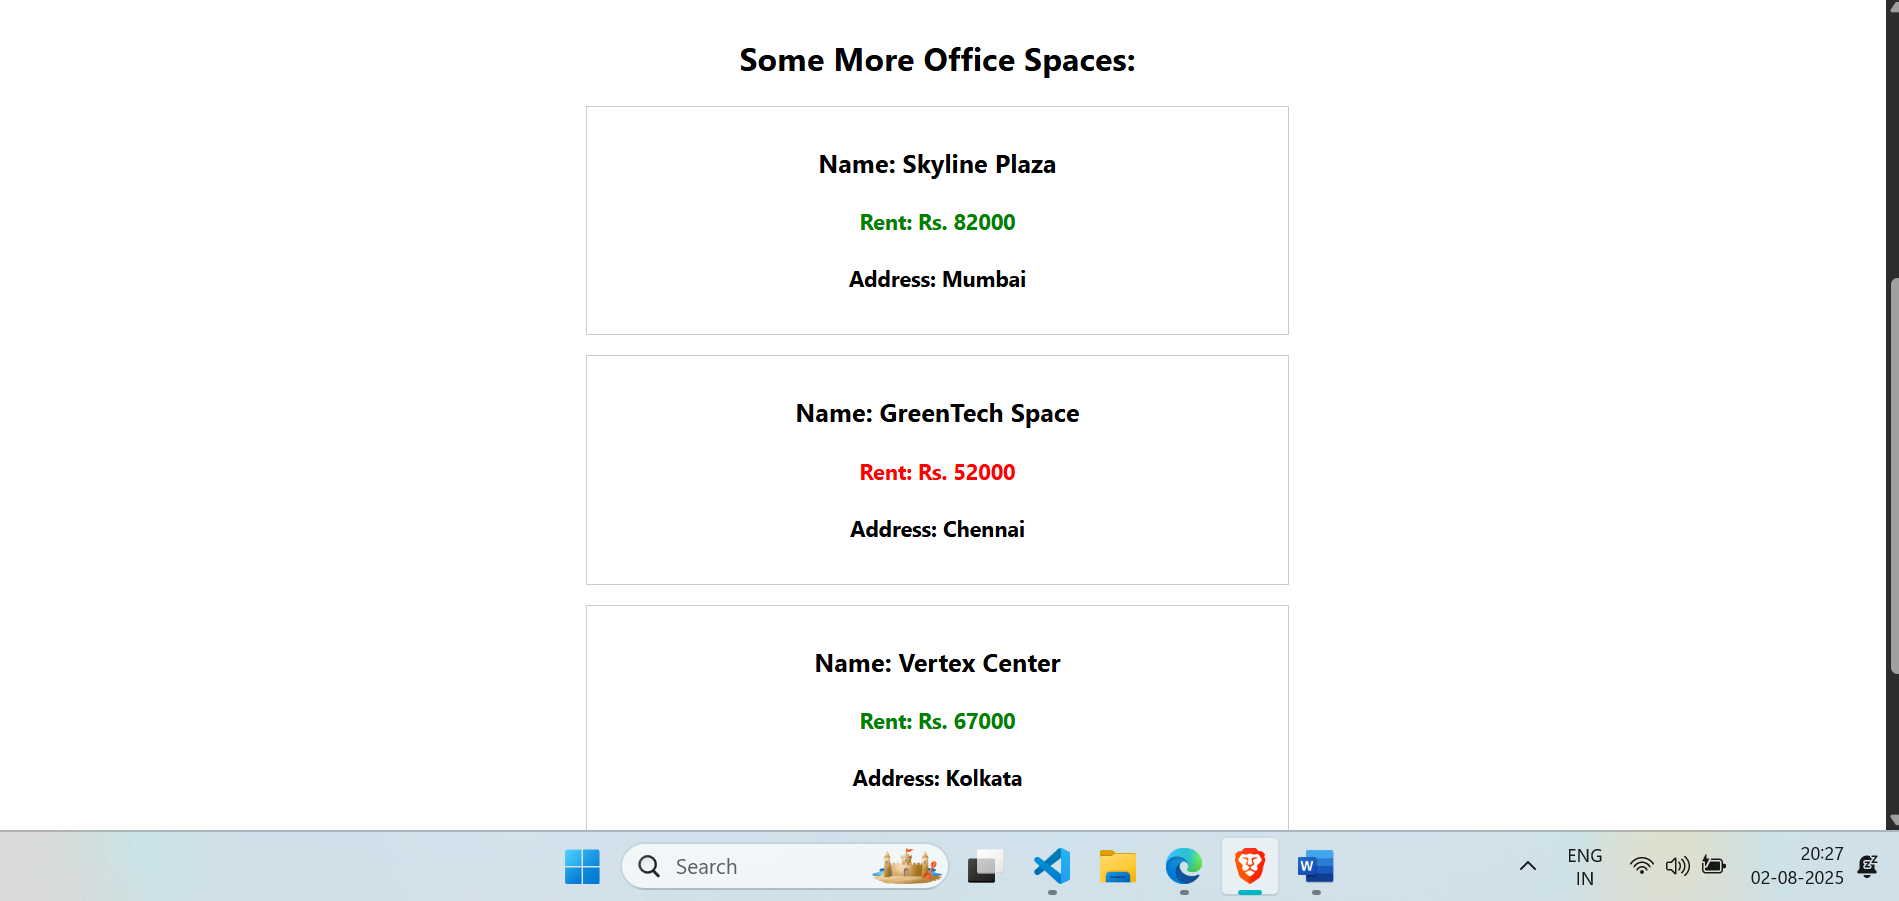 Some More Office Spaces:
Name: Skyline Plaza
Rent: Rs. 82000
Address: Mumbai
Name: GreenTech Space
Rent: Rs. 52000
Address: Chennai
Name: Vertex Center
Rent: Rs. 67000
Address: Kolkata
Search
W
ENG
IN
20:27
02-08-2025